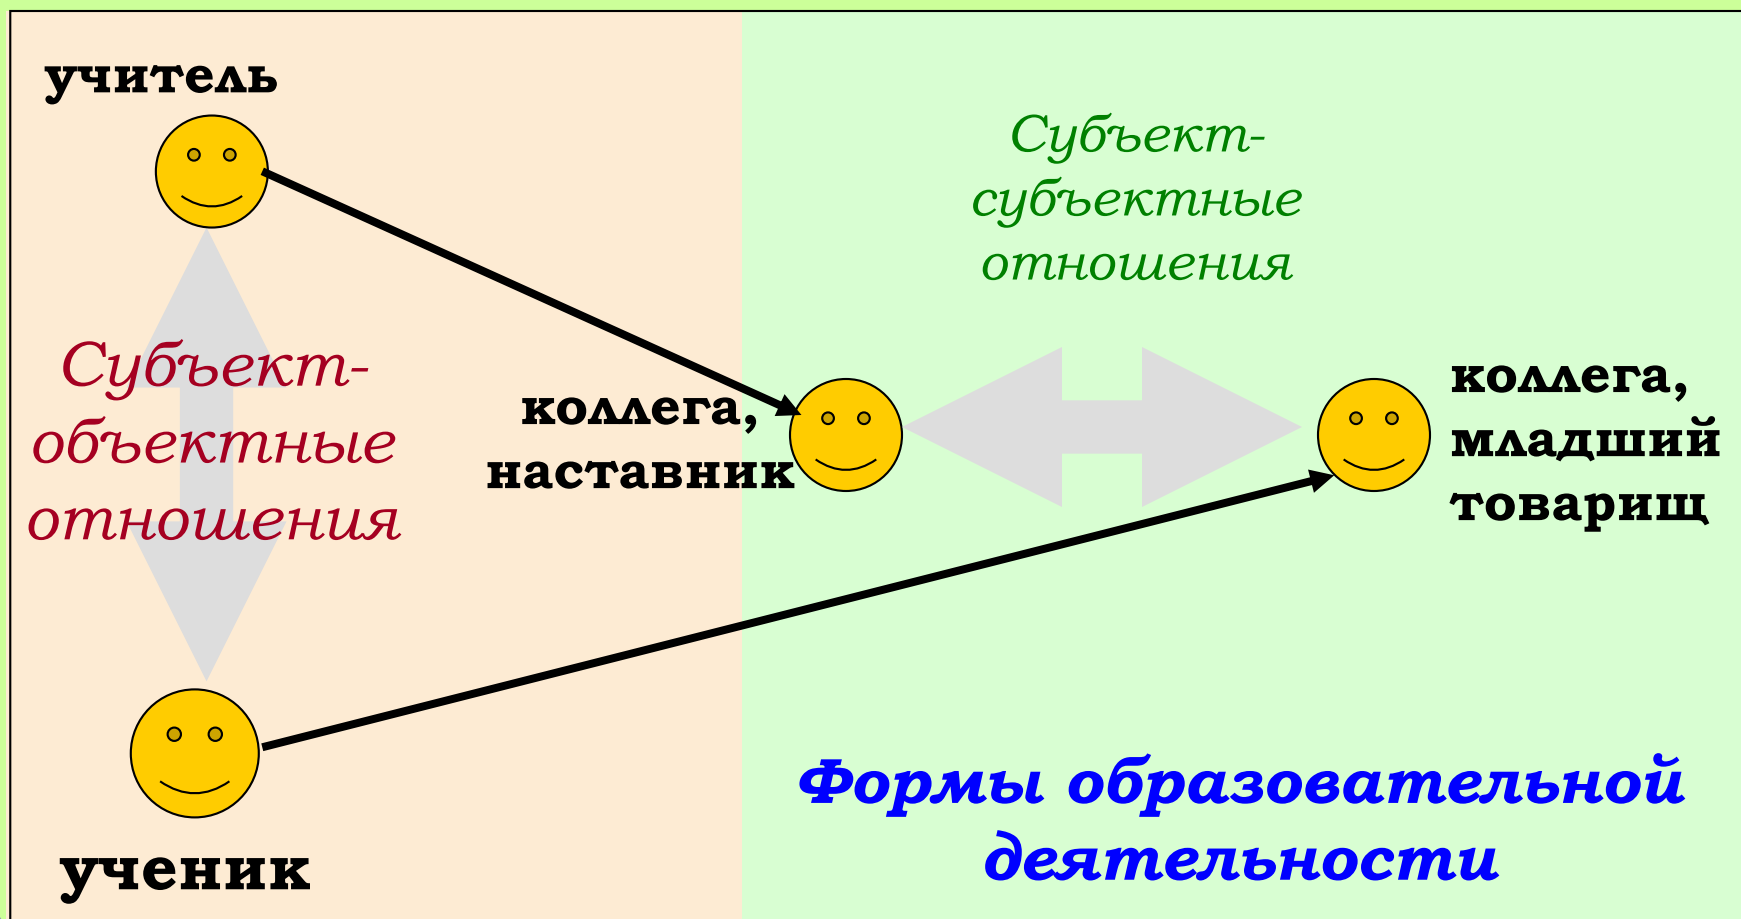 учитель
Субъект-
объектные
отношения
ученик
коллега,
наставник
Субъект-
субъектные
отношения
коллега,
младший
товарищ
Формы образовательной
деятельности